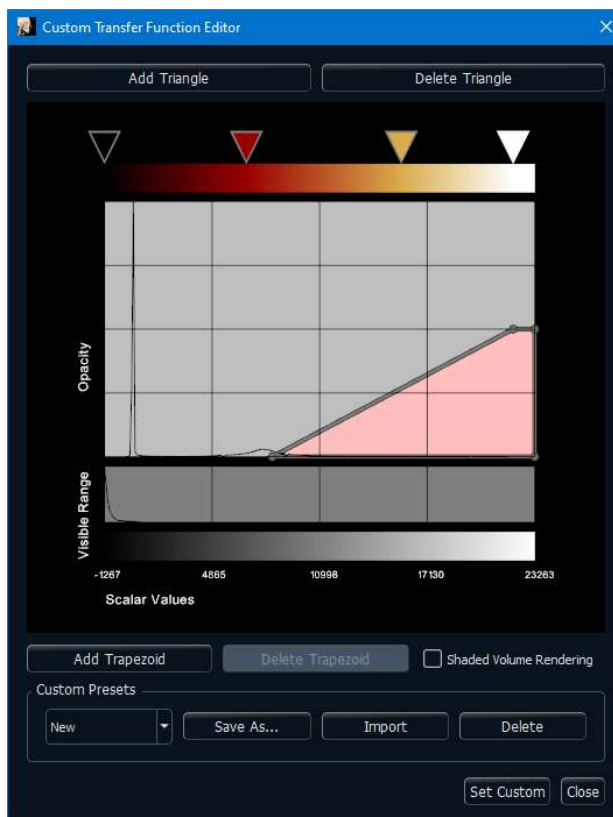 Custom Transfer Function Editor
Add Triangle
Delete Triangle
Opacity
Visible Range
-1267 4865 10998 17130 23263
Scalar Values
Add Trapezoid
Delete Trapezoid
Shaded Volume Rendering
Custom Presets
New
Save As...
Import
Delete
Set Custom
Close